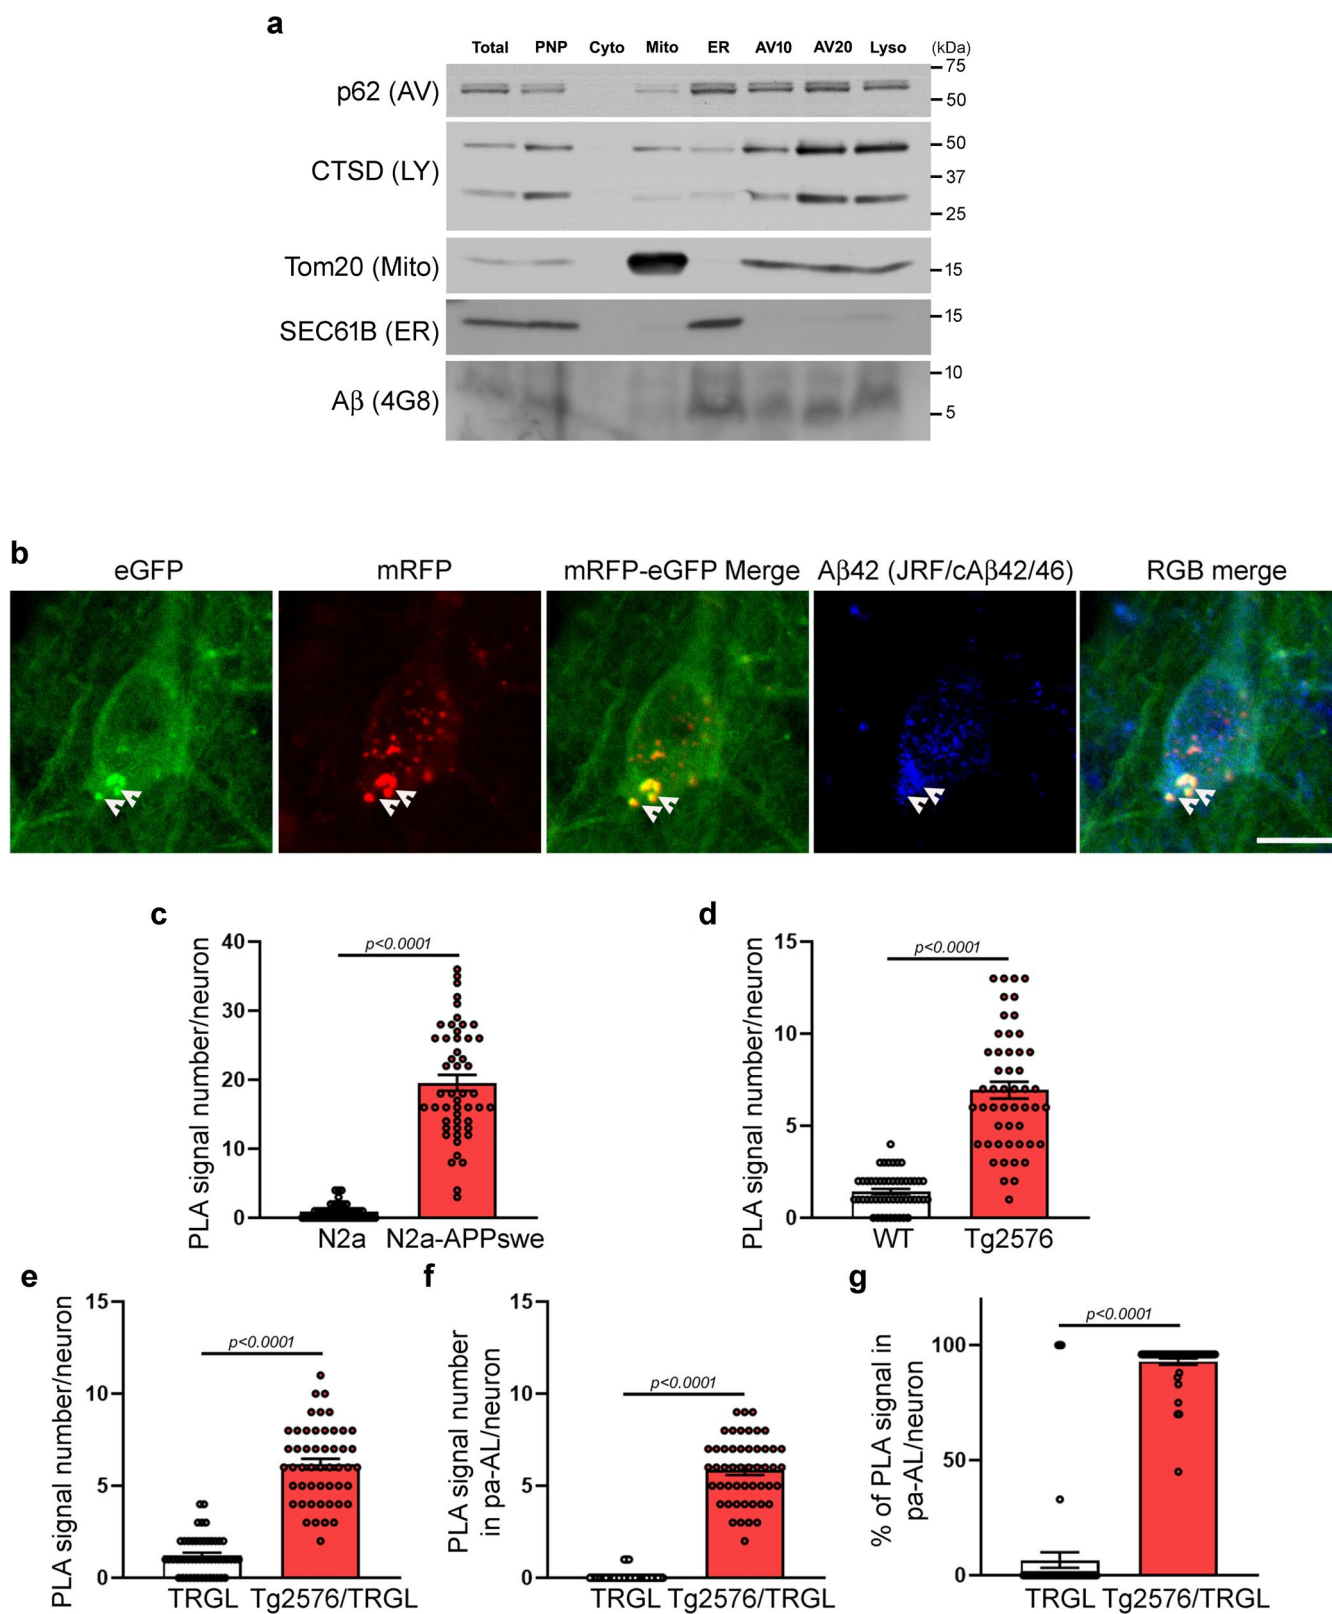 a
Total PNP Cyto Mito ER AV10 AV20 Lyso (kDa)
p62 (AV)
75
50
CTSD (LY)
50
37
25
Tom20 (Mito)
15
SEC61B (ER)
15
Aβ (4G8)
10
5
b
eGFP mRFP mRFP-eGFP Merge Aβ42 (JRF/cAβ42/46) RGB merge
c
PLA signal number/neuron
40
30
20
10
0
p<0.0001
N2a N2a-APPswe
d
PLA signal number/neuron
15
10
5
0
p<0.0001
WT Tg2576
e
PLA signal number/neuron
15
10
5
0
p<0.0001
TRGL Tg2576/TRGL
f
PLA signal number
in pa-AL/neuron
15
10
5
0
p<0.0001
TRGL Tg2576/TRGL
g
% of PLA signal in
pa-AL/neuron
100
50
0
p<0.0001
TRGL Tg2576/TRGL